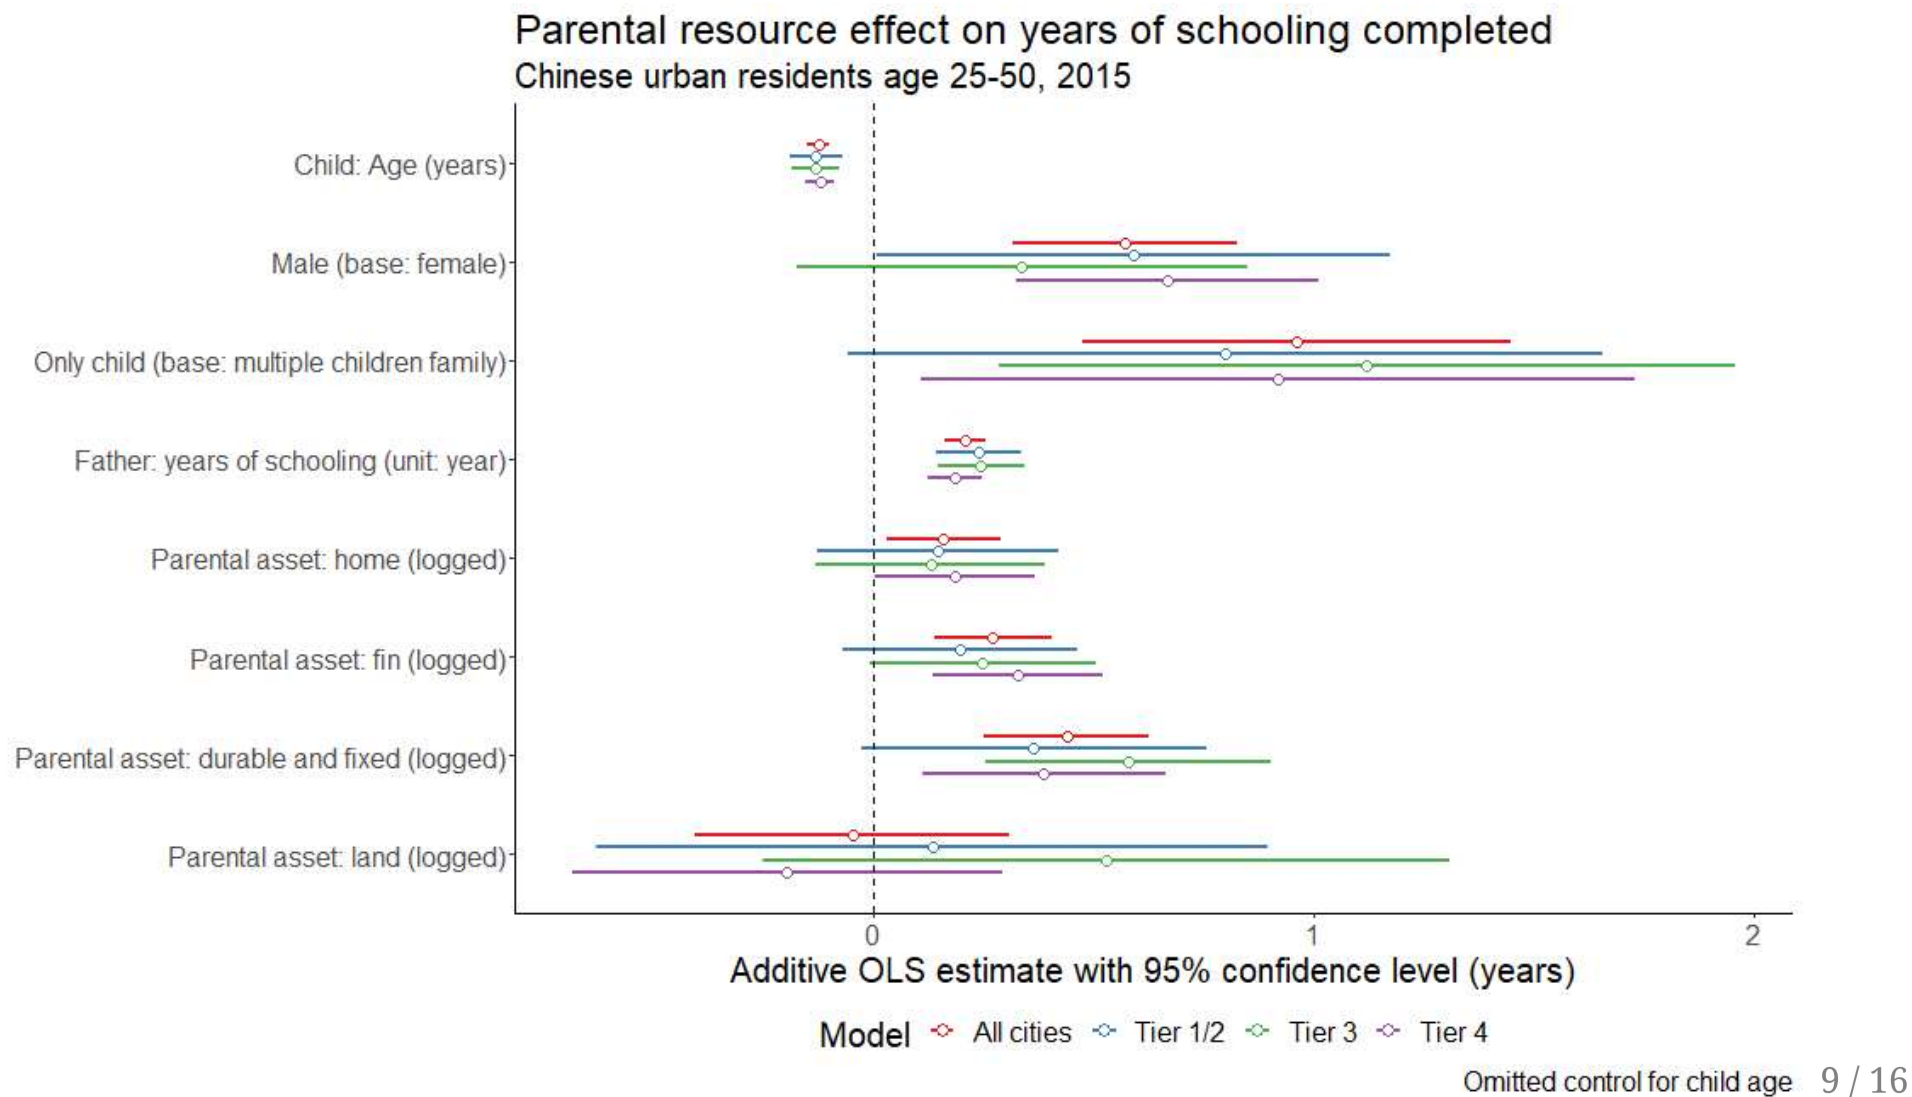 Parental resource effect on years of schooling completed
Chinese urban residents age 25-50, 2015
Child: Age (years)
Male (base: female)
Only child (base: multiple children family)
Father: years of schooling (unit: year)
Parental asset: home (logged)
Parental asset: fin (logged)
Parental asset: durable and fixed (logged)
Parental asset: land (logged)
0 1 2
Additive OLS estimate with 95% confidence level (years)
Model All cities Tier 1/2 Tier 3 Tier 4
Omitted control for child age 9 / 16